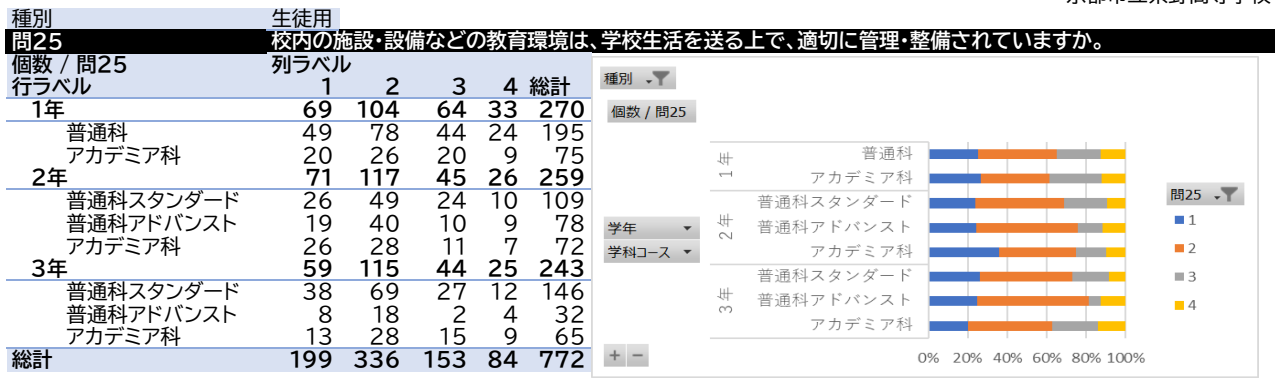 種別 生徒用
問25 校内の施設・設備などの教育環境は、学校生活を送る上で、適切に管理・整備されていますか。
個数 / 問25 列ラベル
行ラベル 1 2 3 4 総計
1年 69 104 64 33 270
普通科 49 78 44 24 195
アカデミア科 20 26 20 9 75
2年 71 117 45 26 259
普通科スタンダード 26 49 24 10 109
普通科アドバンスト 19 40 10 9 78
アカデミア科 26 28 11 7 72
3年 59 115 44 25 243
普通科スタンダード 38 69 27 12 146
普通科アドバンスト 8 18 2 4 32
アカデミア科 13 28 15 9 65
総計 199 336 153 84 772
種別
個数 / 問25
学年
学科コース
1年
普通科
アカデミア科
2年
普通科スタンダード
普通科アドバンスト
アカデミア科
3年
普通科スタンダード
普通科アドバンスト
アカデミア科
0% 20% 40% 60% 80% 100%
問25
1
2
3
4
+ −